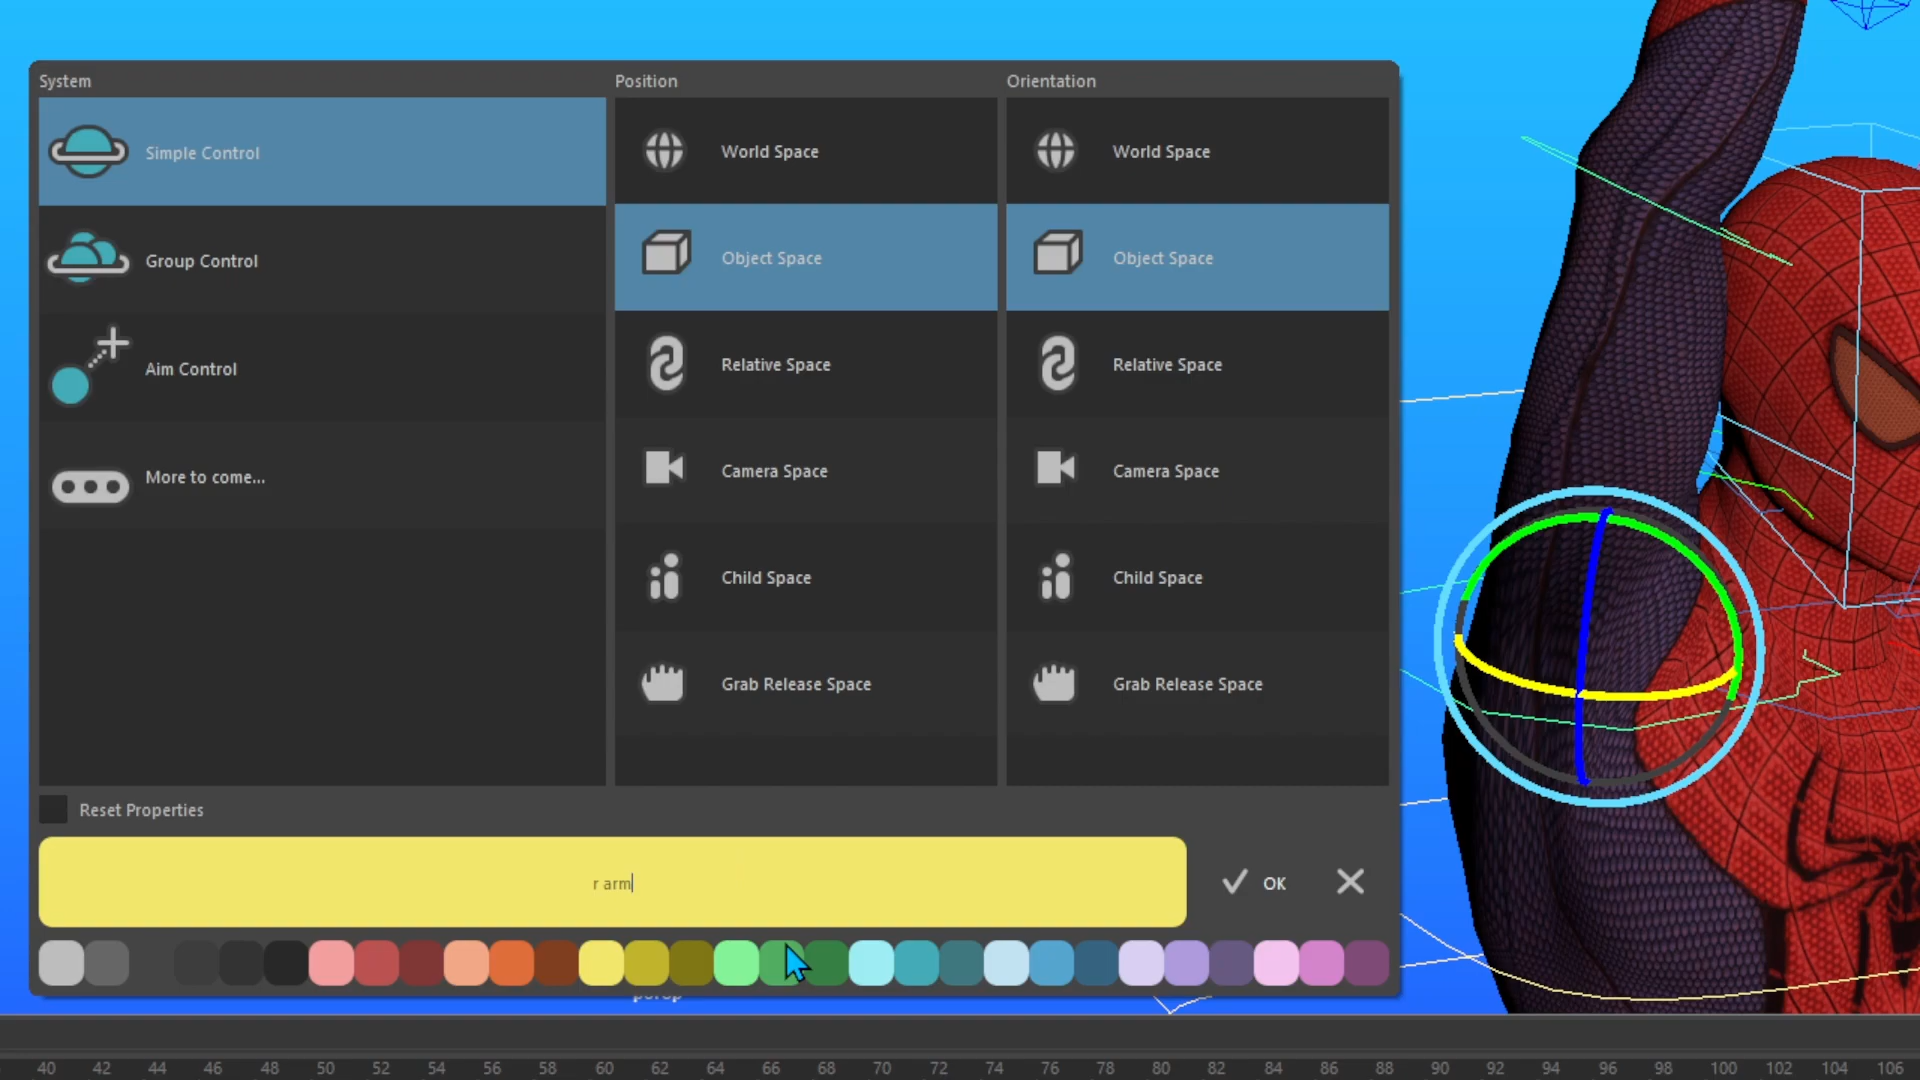 System
Position
Orientation
Simple Control
World Space
World Space
Group Control
Object Space
Object Space
Aim Control
Relative Space
Relative Space
More to come...
Camera Space
Camera Space
Child Space
Child Space
Grab Release Space
Grab Release Space
Reset Properties
r arm
OK
persp
40 42 44 46 48 50 52 54 56 58 60 62 64 66 68 70 72 74 76 78 80 82 84 86 88 90 92 94 96 98 100 102 104 106